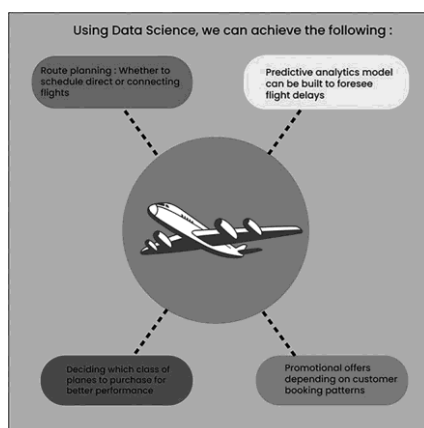 Using Data Science, we can achieve the following :
Route planning : Whether to
schedule direct or connecting
flights
Predictive analytics model
can be built to foresee
flight delays
Deciding which class of
planes to purchase for
better performance
Promotional offers
depending on customer
booking patterns